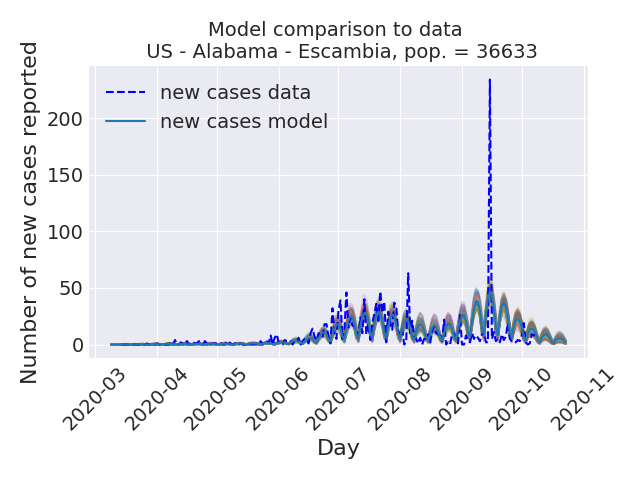 Model comparison to data
US - Alabama - Escambia, pop. = 36633
Number of new cases reported
new cases data
new cases model
200
150
100
50
0
2020-03
2020-04
2020-05
2020-06
2020-07
2020-08
2020-09
2020-10
2020-11
Day